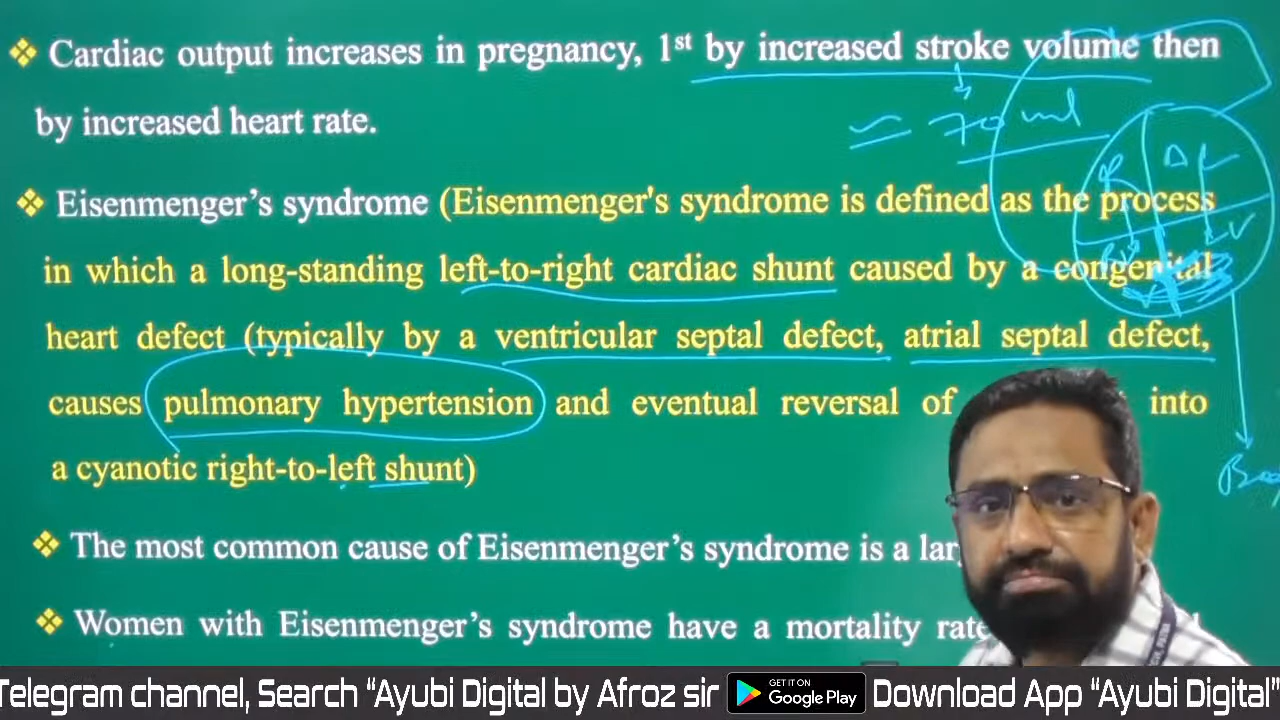 ❖ Cardiac output increases in pregnancy, 1st by increased stroke volume then
by increased heart rate.
≈ 70 ml
❖ Eisenmenger’s syndrome (Eisenmenger's syndrome is defined as the process
in which a long-standing left-to-right cardiac shunt caused by a congenital
heart defect (typically by a ventricular septal defect, atrial septal defect,
causes pulmonary hypertension and eventual reversal of into
a cyanotic right-to-left shunt)
❖ The most common cause of Eisenmenger’s syndrome is a
❖ Women with Eisenmenger’s syndrome have a mortality rate
LV
Telegram channel, Search “Ayubi Digital by Afroz sir
GET IT ON
Google Play
Download App “Ayubi Digital”